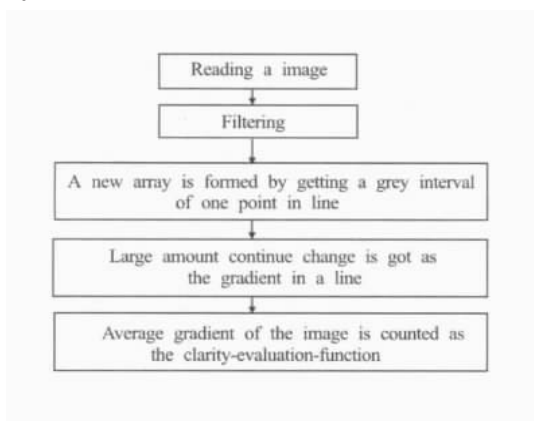 Reading a image
Filtering
A new array is formed by getting a grey interval
of one point in line
Large amount continue change is got as
the gradient in a line
Average gradient of the image is counted as
the clarity-evaluation-function